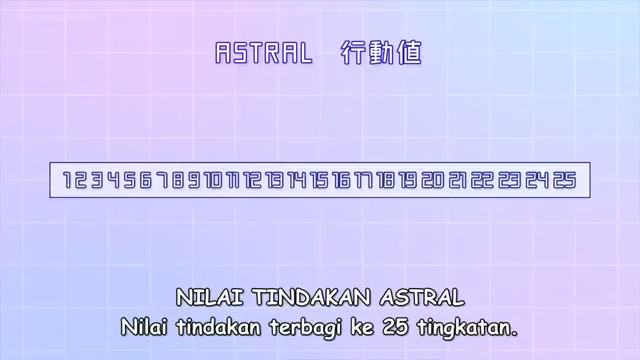 ASTRAL 行動値
1 2 3 4 5 6 7 8 9 10 11 12 13 14 15 16 17 18 19 20 21 22 23 24 25
NILAI TINDAKAN ASTRAL
Nilai tindakan terbagi ke 25 tingkatan.